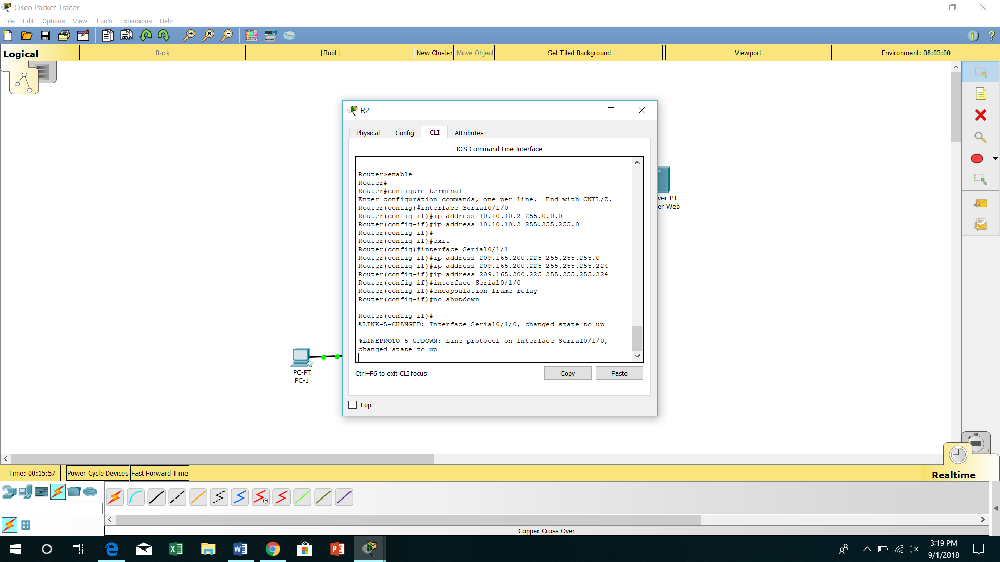 Cisco Packet Tracer
File Edit Options View Tools Extensions Help
Logical
Back
[Root]
New Cluster
Move Object
Set Tiled Background
Viewport
Environment: 08:03:00
R2
Physical
Config
CLI
Attributes
IOS Command Line Interface
Router>enable
Router#
Router#configure terminal
Enter configuration commands, one per line.  End with CNTL/Z.
Router(config)#interface Serial0/1/0
Router(config-if)#ip address 10.10.10.2 255.0.0.0
Router(config-if)#ip address 10.10.10.2 255.255.255.0
Router(config-if)#
Router(config-if)#exit
Router(config)#interface Serial0/1/1
Router(config-if)#ip address 209.165.200.225 255.255.255.0
Router(config-if)#ip address 209.165.200.225 255.255.255.224
Router(config-if)#ip address 209.165.200.225 255.255.255.224
Router(config-if)#interface Serial0/1/0
Router(config-if)#encapsulation frame-relay
Router(config-if)#no shutdown
Router(config-if)#
%LINK-5-CHANGED: Interface Serial0/1/0, changed state to up
%LINEPROTO-5-UPDOWN: Line protocol on Interface Serial0/1/0,
changed state to up
Ctrl+F6 to exit CLI focus
Copy
Paste
Top
ver-PT
er Web
PC-PT
PC-1
Time: 00:15:57
Power Cycle Devices
Fast Forward Time
Realtime
Copper Cross-Over
3:19 PM
9/1/2018